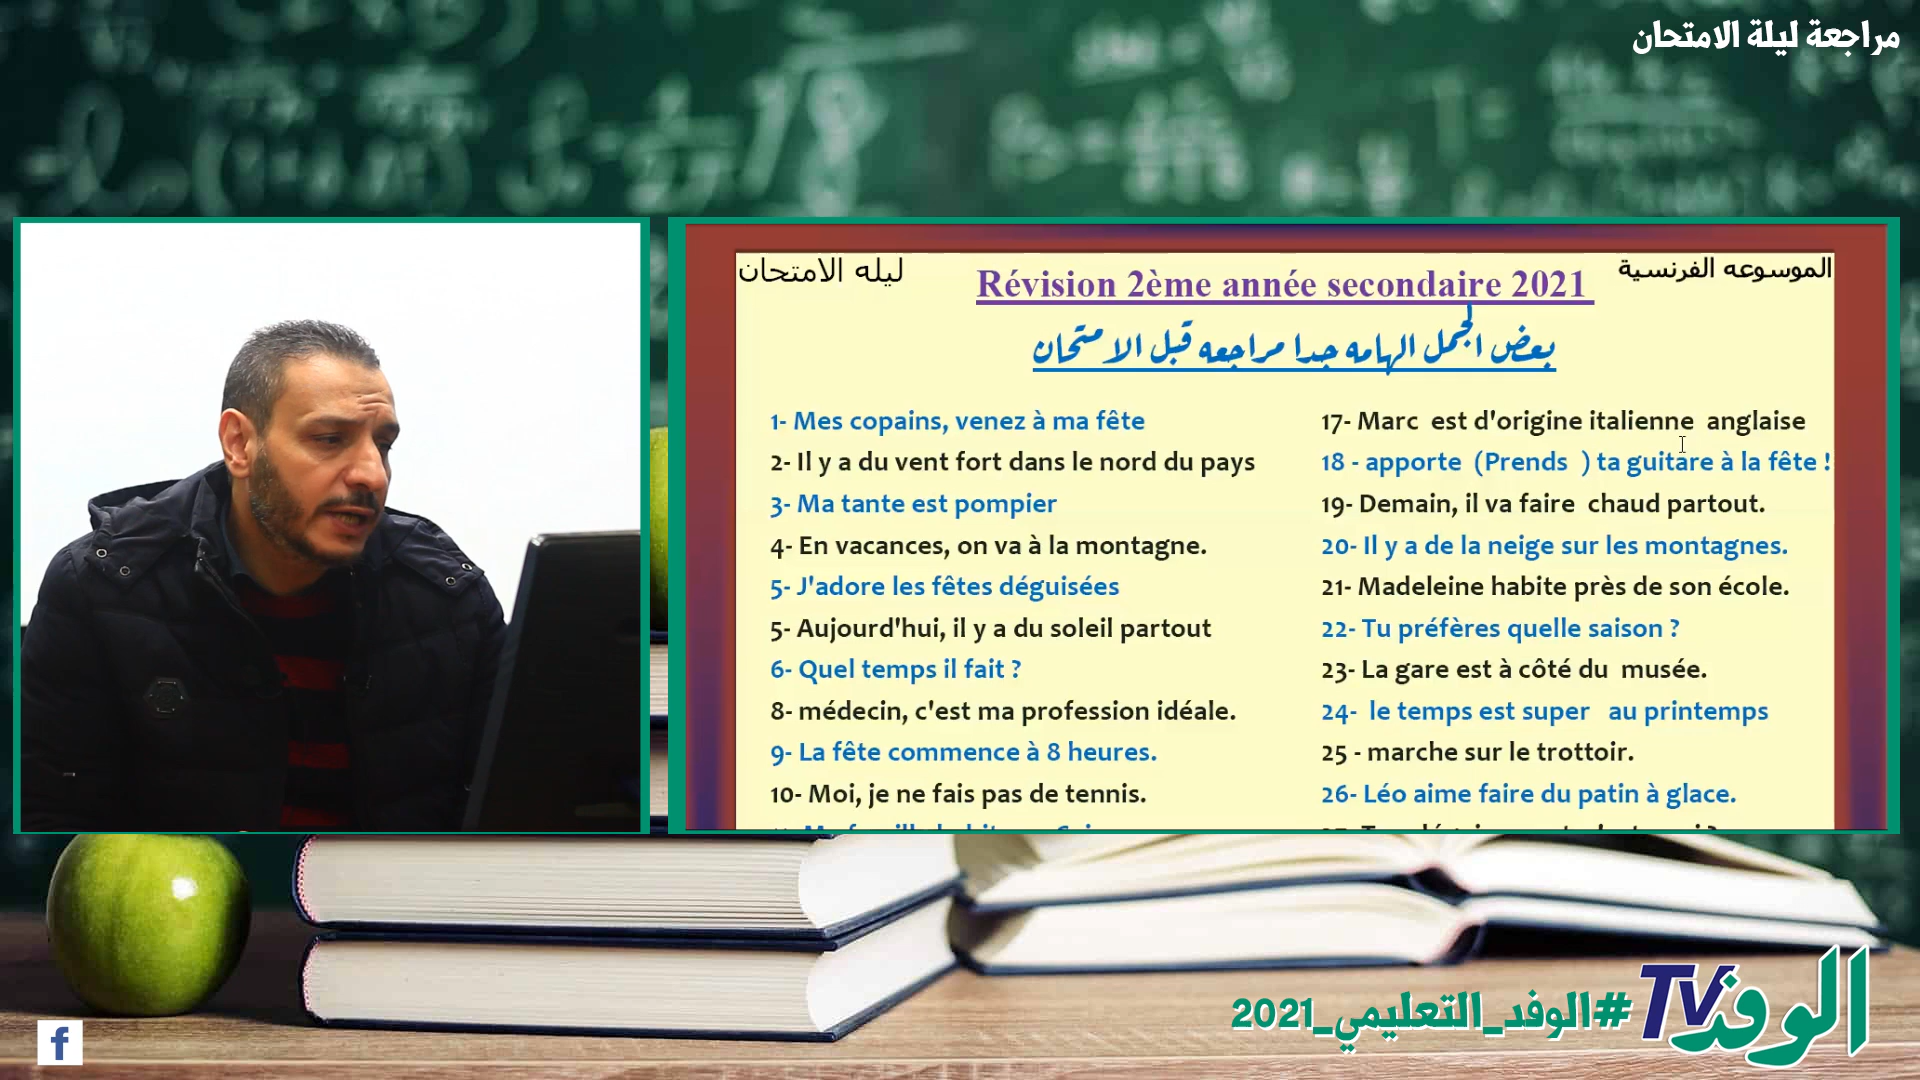 مراجعة ليلة الامتحان
ليله الامتحان
Révision 2ème année secondaire 2021
الموسوعه الفرنسية
بعض الجمل الهامه جدا مراجعه قبل الامتحان
1- Mes copains, venez à ma fête
2- Il y a du vent fort dans le nord du pays
3- Ma tante est pompier
4- En vacances, on va à la montagne.
5- J'adore les fêtes déguisées
5- Aujourd'hui, il y a du soleil partout
6- Quel temps il fait ?
8- médecin, c'est ma profession idéale.
9- La fête commence à 8 heures.
10- Moi, je ne fais pas de tennis.
17- Marc est d'origine italienne anglaise
18 - apporte (Prends ) ta guitare à la fête !
19- Demain, il va faire chaud partout.
20- Il y a de la neige sur les montagnes.
21- Madeleine habite près de son école.
22- Tu préfères quelle saison ?
23- La gare est à côté du musée.
24- le temps est super au printemps
25 - marche sur le trottoir.
26- Léo aime faire du patin à glace.
#الوفد_التعليمي_2021
الوفد TV
f